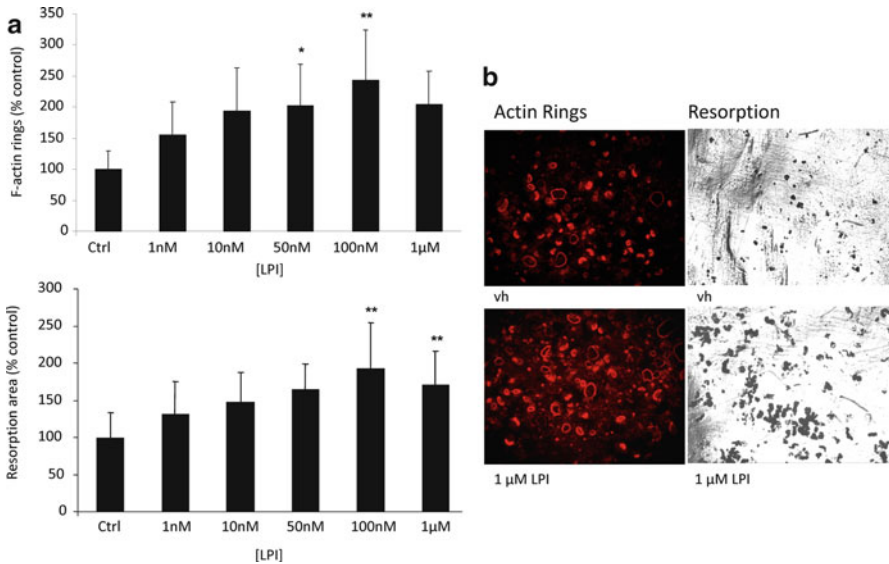 a
F-actin rings (% control)
350
300
250
200
150
100
50
0
*
**
Ctrl 1nM 10nM 50nM 100nM 1µM
[LPI]
Resorption area (% control)
300
250
200
150
100
50
0
**
**
Ctrl 1nM 10nM 50nM 100nM 1µM
[LPI]
b
Actin Rings Resorption
vh vh
1 µM LPI 1 µM LPI